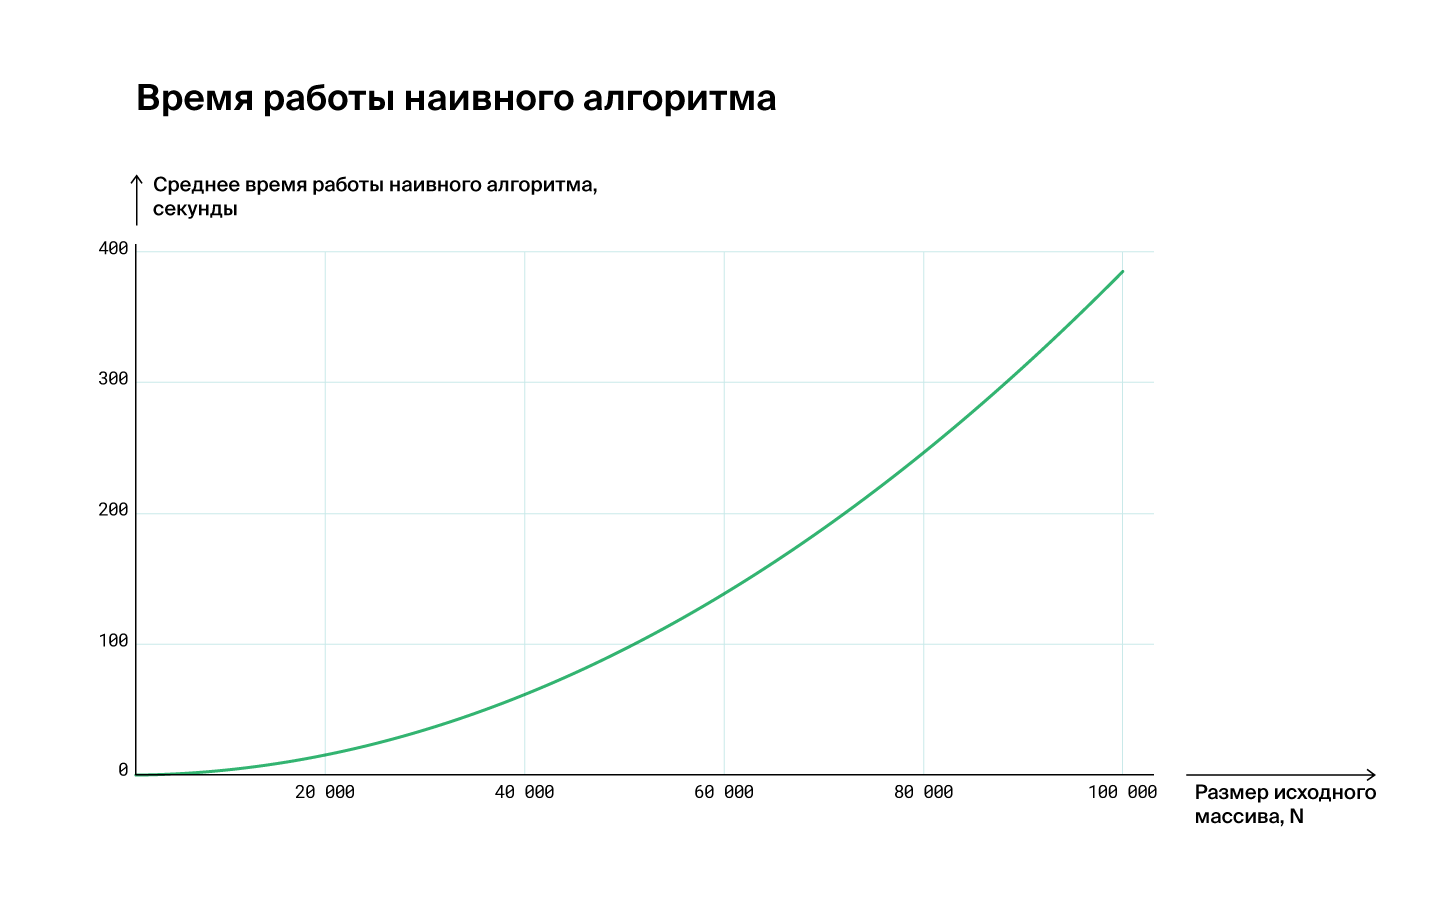 Время работы наивного алгоритма
Среднее время работы наивного алгоритма,
секунды
400
300
200
100
0
20 000 40 000 60 000 80 000 100 000
Размер исходного
массива, N